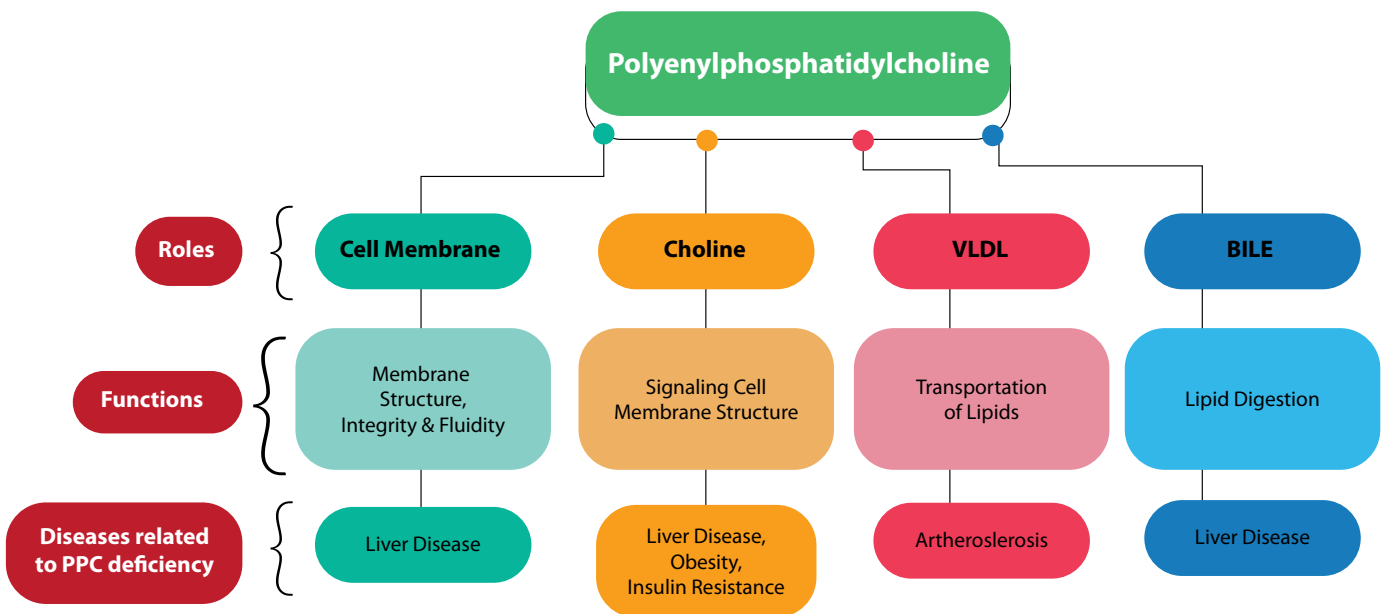 Polyenylphosphatidylcholine
Roles
Cell Membrane
Choline
VLDL
BILE
Functions
Membrane
Structure,
Integrity & Fluidity
Signaling Cell
Membrane Structure
Transportation
of Lipids
Lipid Digestion
Diseases related
to PPC deficiency
Liver Disease
Liver Disease,
Obesity,
Insulin Resistance
Artheroslerosis
Liver Disease